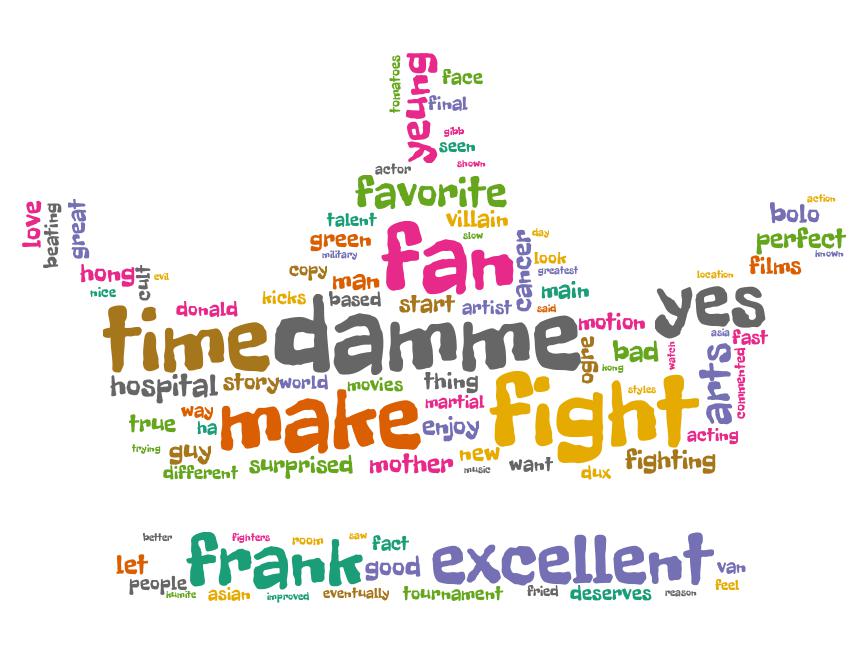 tomatoes
yeung
face
final
gibb
seen
shown
actor
favorite
love
beating
great
talent
villain
action
bolo
green
slow
cancer
day
perfect
military
fan
look
known
hong
cult
evil
copy
man
greatest
location
films
nice
kicks
based
start
artist
said
main
yes
donald
time
damme
motion
asia
fast
ogre
bad
watch
arts
commented
hong
hospital
story
world
movies
thing
styles
true
way
ha
make
martial
fight
enjoy
acting
trying
guy
new
different
surprised
mother
music
want
dux
fighting
better
fighters
room
saw
fact
let
people
frank
good
excellent
van
feel
kumite
asian
improved
eventually
tournament
fried
deserves
reason